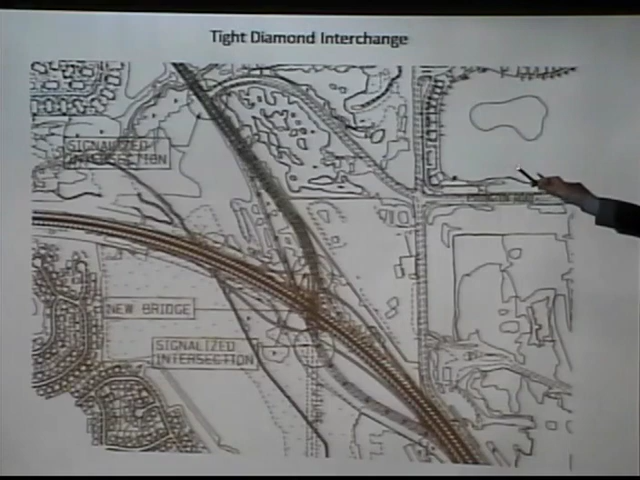 Tight Diamond Interchange
SIGNALIZED
INTERSECTION
NEW BRIDGE
SIGNALIZED
INTERSECTION